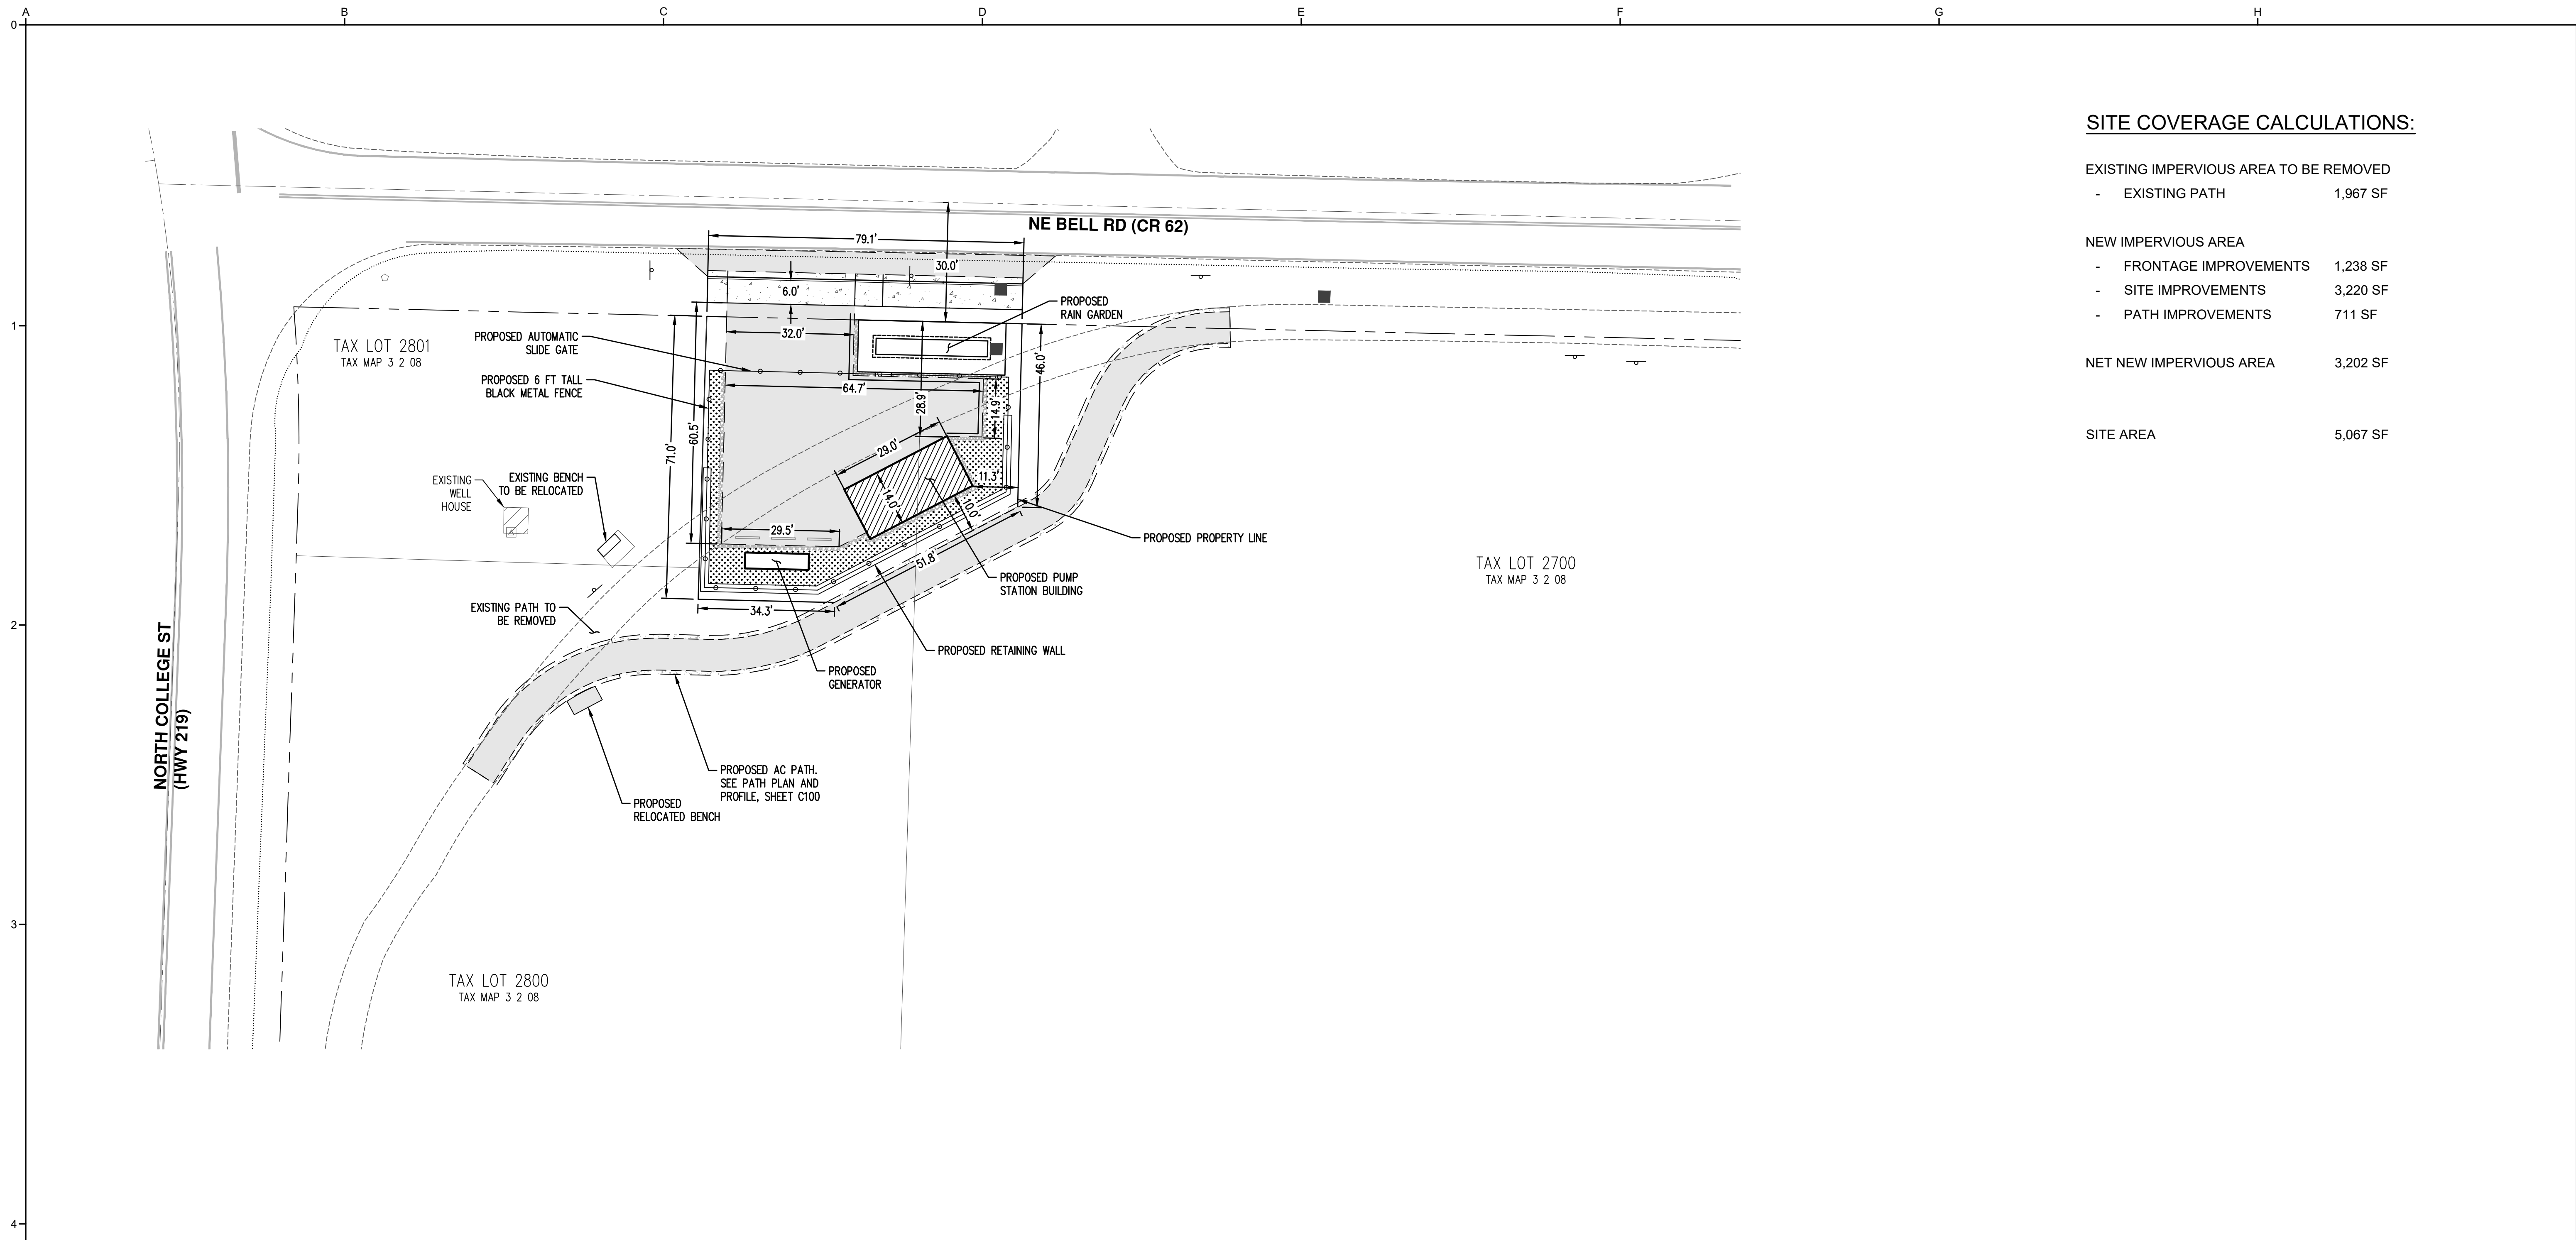 A B C D E F G H
0
1
2
3
4
SITE COVERAGE CALCULATIONS:
EXISTING IMPERVIOUS AREA TO BE REMOVED
- EXISTING PATH 1,967 SF
NEW IMPERVIOUS AREA
- FRONTAGE IMPROVEMENTS 1,238 SF
- SITE IMPROVEMENTS 3,220 SF
- PATH IMPROVEMENTS 711 SF
NET NEW IMPERVIOUS AREA 3,202 SF
SITE AREA 5,067 SF
NE BELL RD (CR 62)
79.1'
30.0'
6.0'
PROPOSED
RAIN GARDEN
32.0'
PROPOSED AUTOMATIC
SLIDE GATE
TAX LOT 2801
TAX MAP 3 2 08
46.0'
PROPOSED 6 FT TALL
BLACK METAL FENCE
64.7'
28.9'
14.9'
60.5'
71.0'
29.0'
EXISTING
WELL
HOUSE
EXISTING BENCH
TO BE RELOCATED
11.3'
14.0'
10.0'
29.5'
PROPOSED PROPERTY LINE
51.8'
TAX LOT 2700
TAX MAP 3 2 08
PROPOSED PUMP
STATION BUILDING
EXISTING PATH TO
BE REMOVED
34.3'
PROPOSED RETAINING WALL
PROPOSED
GENERATOR
NORTH COLLEGE ST
(HWY 219)
PROPOSED AC PATH.
SEE PATH PLAN AND
PROFILE, SHEET C100
PROPOSED
RELOCATED BENCH
TAX LOT 2800
TAX MAP 3 2 08